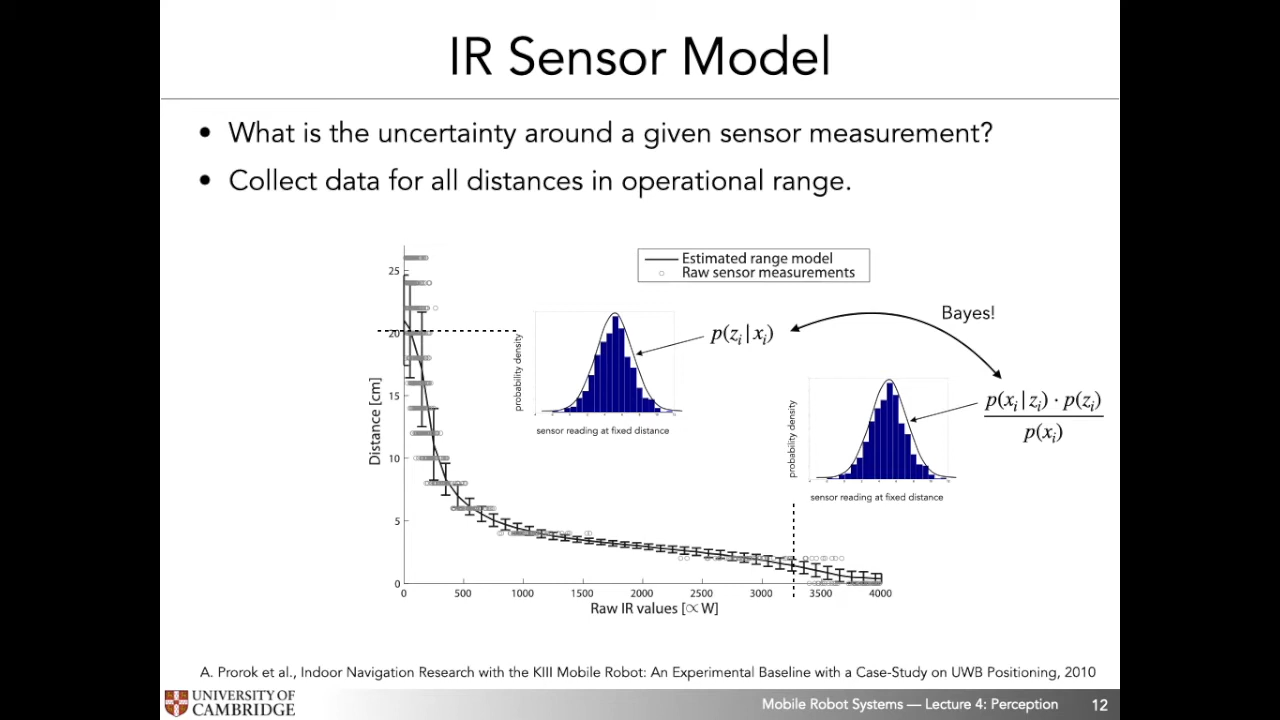 IR Sensor Model
• What is the uncertainty around a given sensor measurement?
• Collect data for all distances in operational range.
Estimated range model
Raw sensor measurements
Bayes!
p(z_i|x_i)
p(x_i|z_i) · p(z_i)
p(x_i)
probability density
sensor reading at fixed distance
probability density
sensor reading at fixed distance
Distance [cm]
25
20
15
10
5
0
0 500 1000 1500 2000 2500 3000 3500 4000
Raw IR values [∝W]
A. Prorok et al., Indoor Navigation Research with the KIII Mobile Robot: An Experimental Baseline with a Case-Study on UWB Positioning, 2010
UNIVERSITY OF
CAMBRIDGE
Mobile Robot Systems — Lecture 4: Perception 12